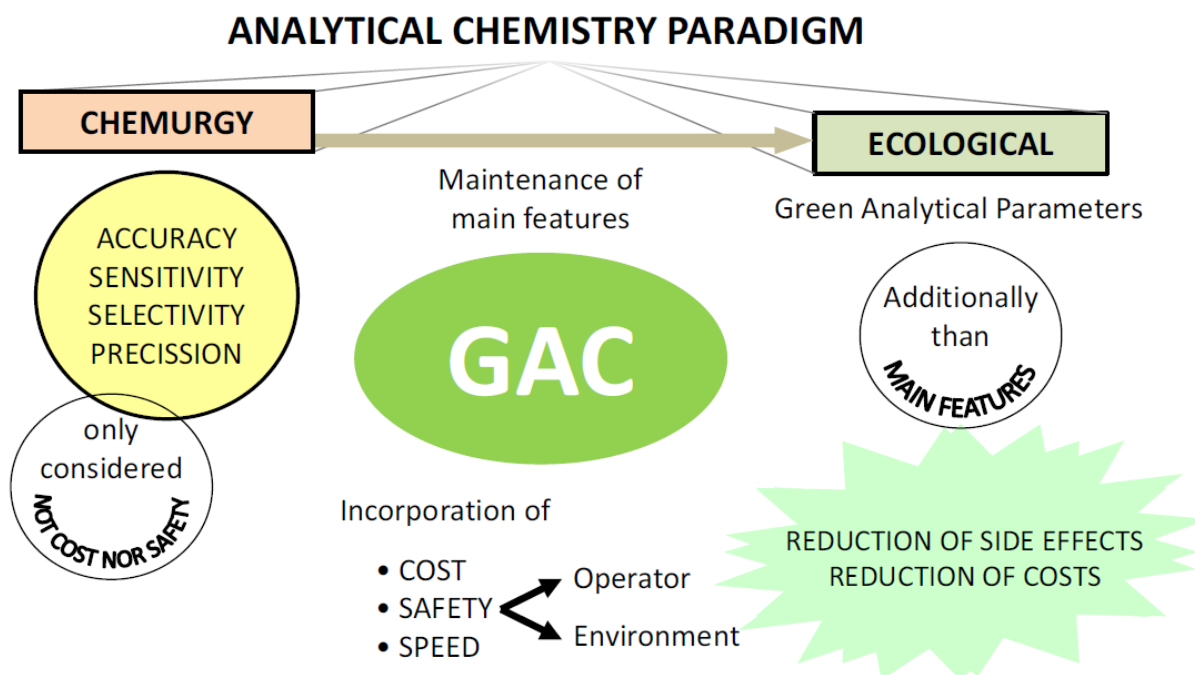 ANALYTICAL CHEMISTRY PARADIGM
CHEMURGY
ECOLOGICAL
Maintenance of
main features
Green Analytical Parameters
ACCURACY
SENSITIVITY
SELECTIVITY
PRECISSION
only
considered
NOT COST NOR SAFETY
GAC
Additionally
than
MAIN FEATURES
Incorporation of
• COST
• SAFETY
• SPEED
Operator
Environment
REDUCTION OF SIDE EFFECTS
REDUCTION OF COSTS